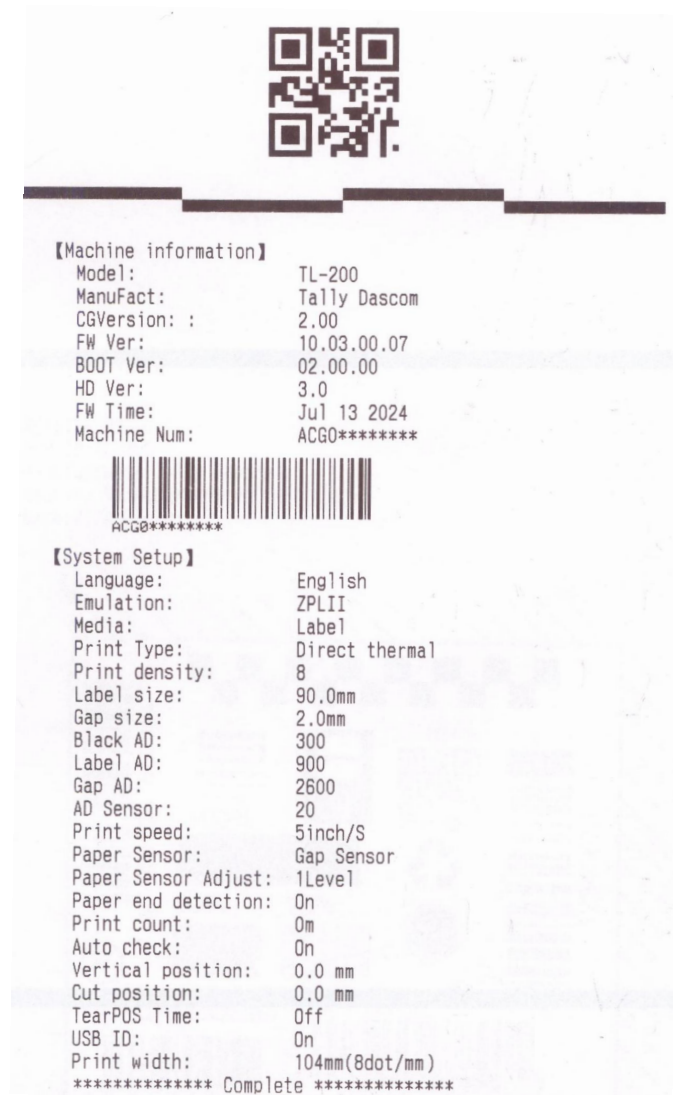 【Machine information】
Model: TL-200
ManuFact: Tally Dascom
CGVersion: : 2.00
FW Ver: 10.03.00.07
BOOT Ver: 02.00.00
HD Ver: 3.0
FW Time: Jul 13 2024
Machine Num: ACG0********
ACG0********
【System Setup】
Language: English
Emulation: ZPLII
Media: Label
Print Type: Direct thermal
Print density: 8
Label size: 90.0mm
Gap size: 2.0mm
Black AD: 300
Label AD: 900
Gap AD: 2600
AD Sensor: 20
Print speed: 5inch/S
Paper Sensor: Gap Sensor
Paper Sensor Adjust: 1Level
Paper end detection: On
Print count: 0m
Auto check: On
Vertical position: 0.0 mm
Cut position: 0.0 mm
TearPOS Time: Off
USB ID: On
Print width: 104mm(8dot/mm)
************** Complete **************